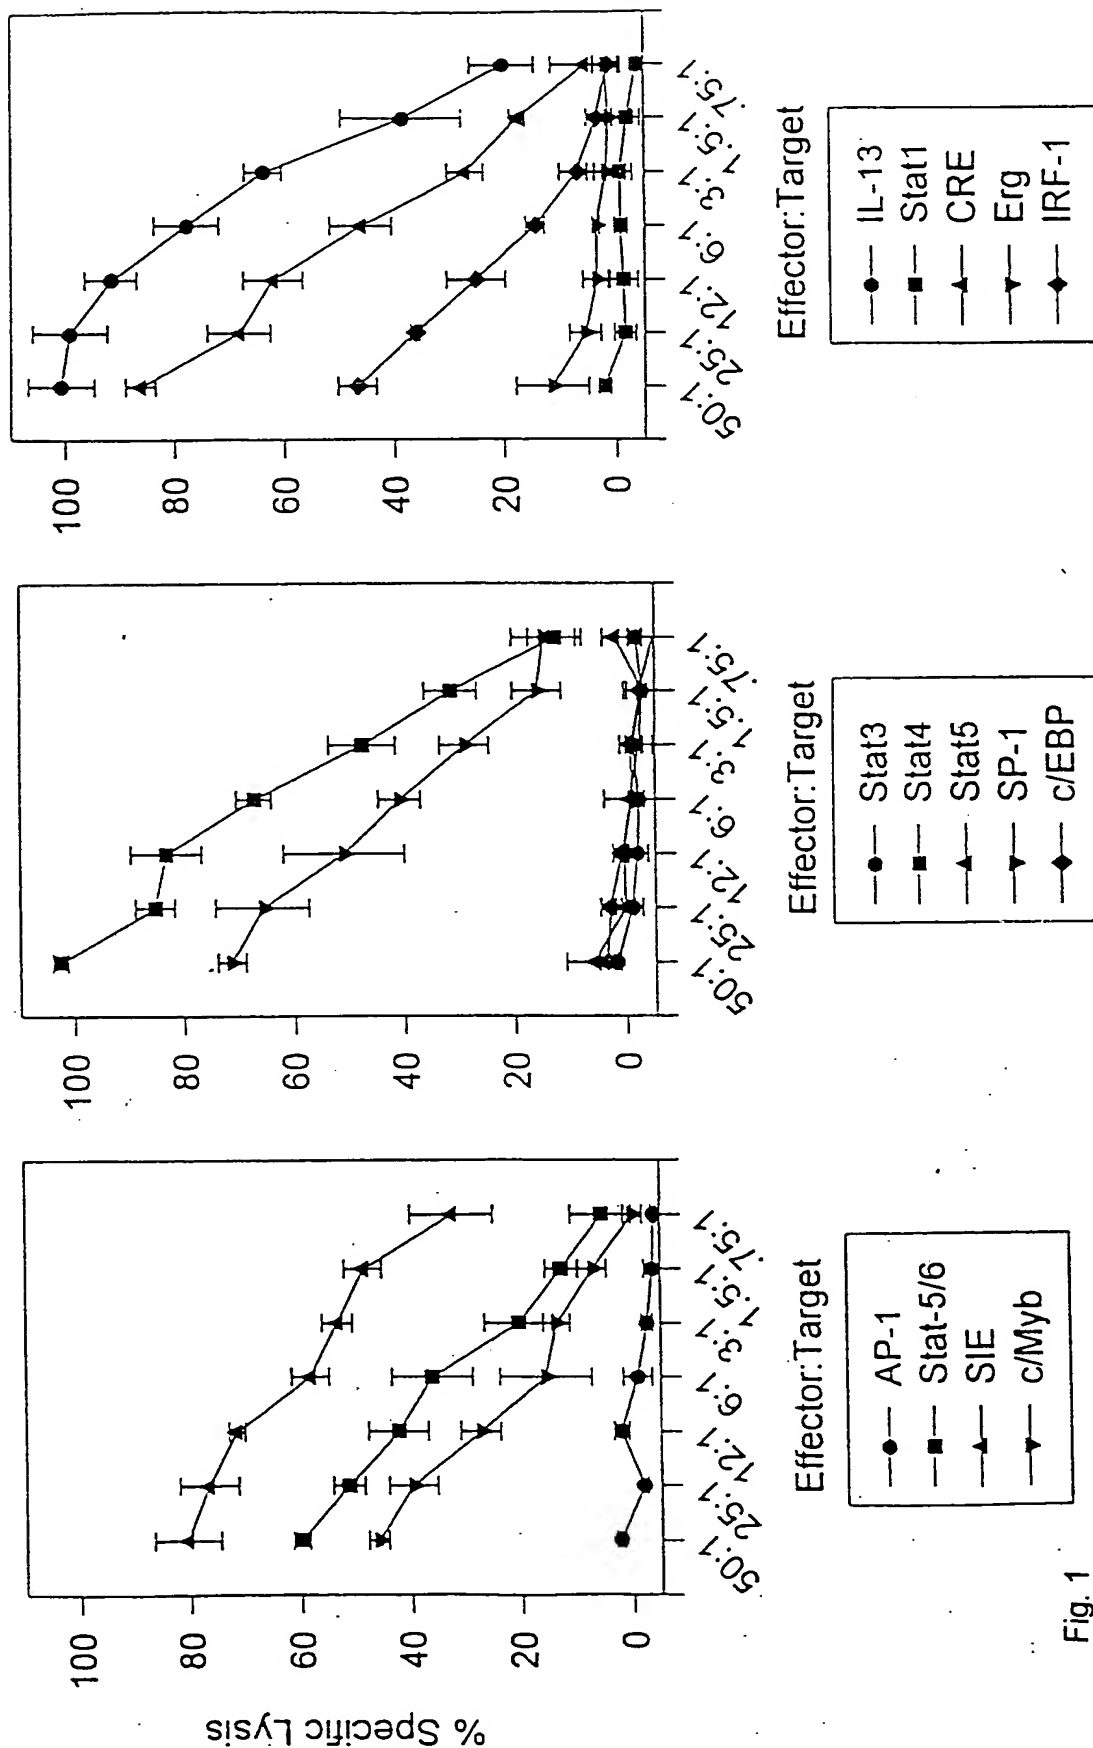 % Specific Lysis
100
80
60
40
20
0
50:1
25:1
12:1
6:1
3:1
1.5:1
.75:1
Effector:Target
AP-1
Stat-5/6
SIE
c/Myb
100
80
60
40
20
0
50:1
25:1
12:1
6:1
3:1
1.5:1
.75:1
Effector:Target
Stat3
Stat4
Stat5
SP-1
c/EBP
100
80
60
40
20
0
50:1
25:1
12:1
6:1
3:1
1.5:1
.75:1
Effector:Target
IL-13
Stat1
CRE
Erg
IRF-1
Fig. 1